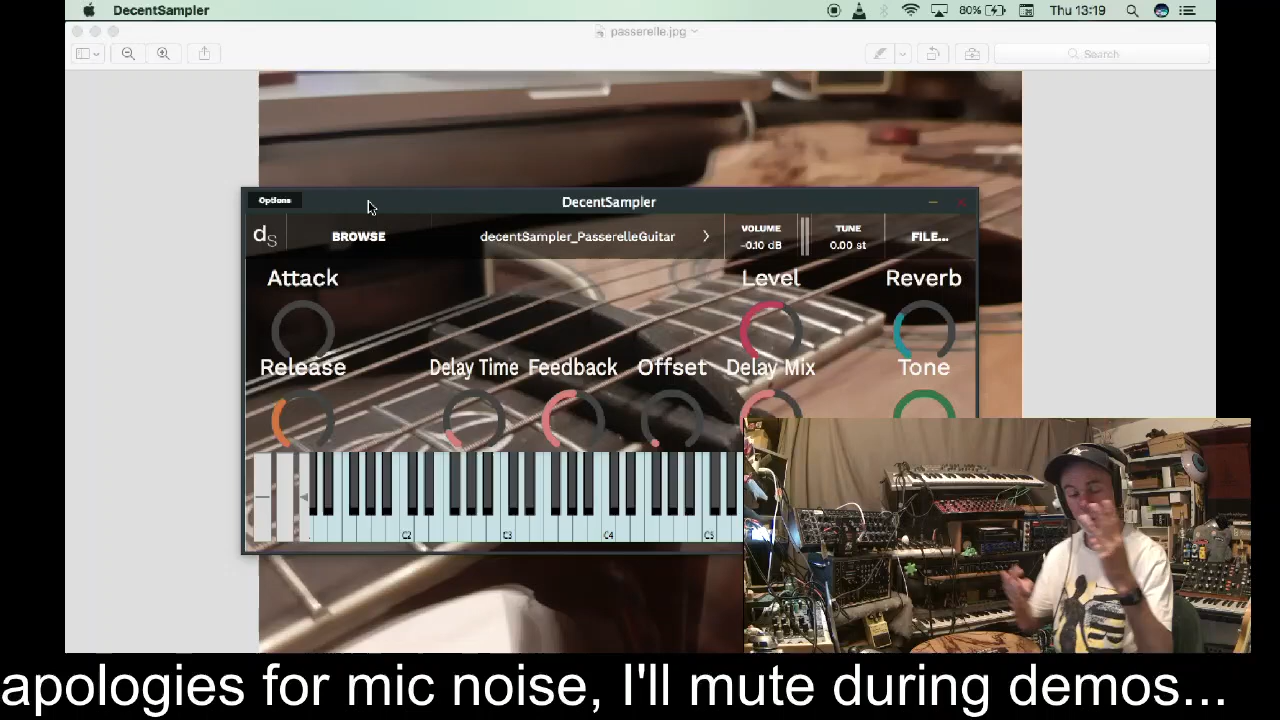 DecentSampler
80%
Thu 13:19
passerelle.jpg
Search
Options
DecentSampler
ds
BROWSE
decentSampler_PasserelleGuitar
VOLUME
-0.10 dB
TUNE
0.00 st
FILE...
Attack
Level
Reverb
Release
Delay Time
Feedback
Offset
Delay Mix
Tone
C2
C3
C4
C5
apologies for mic noise, I'll mute during demos...